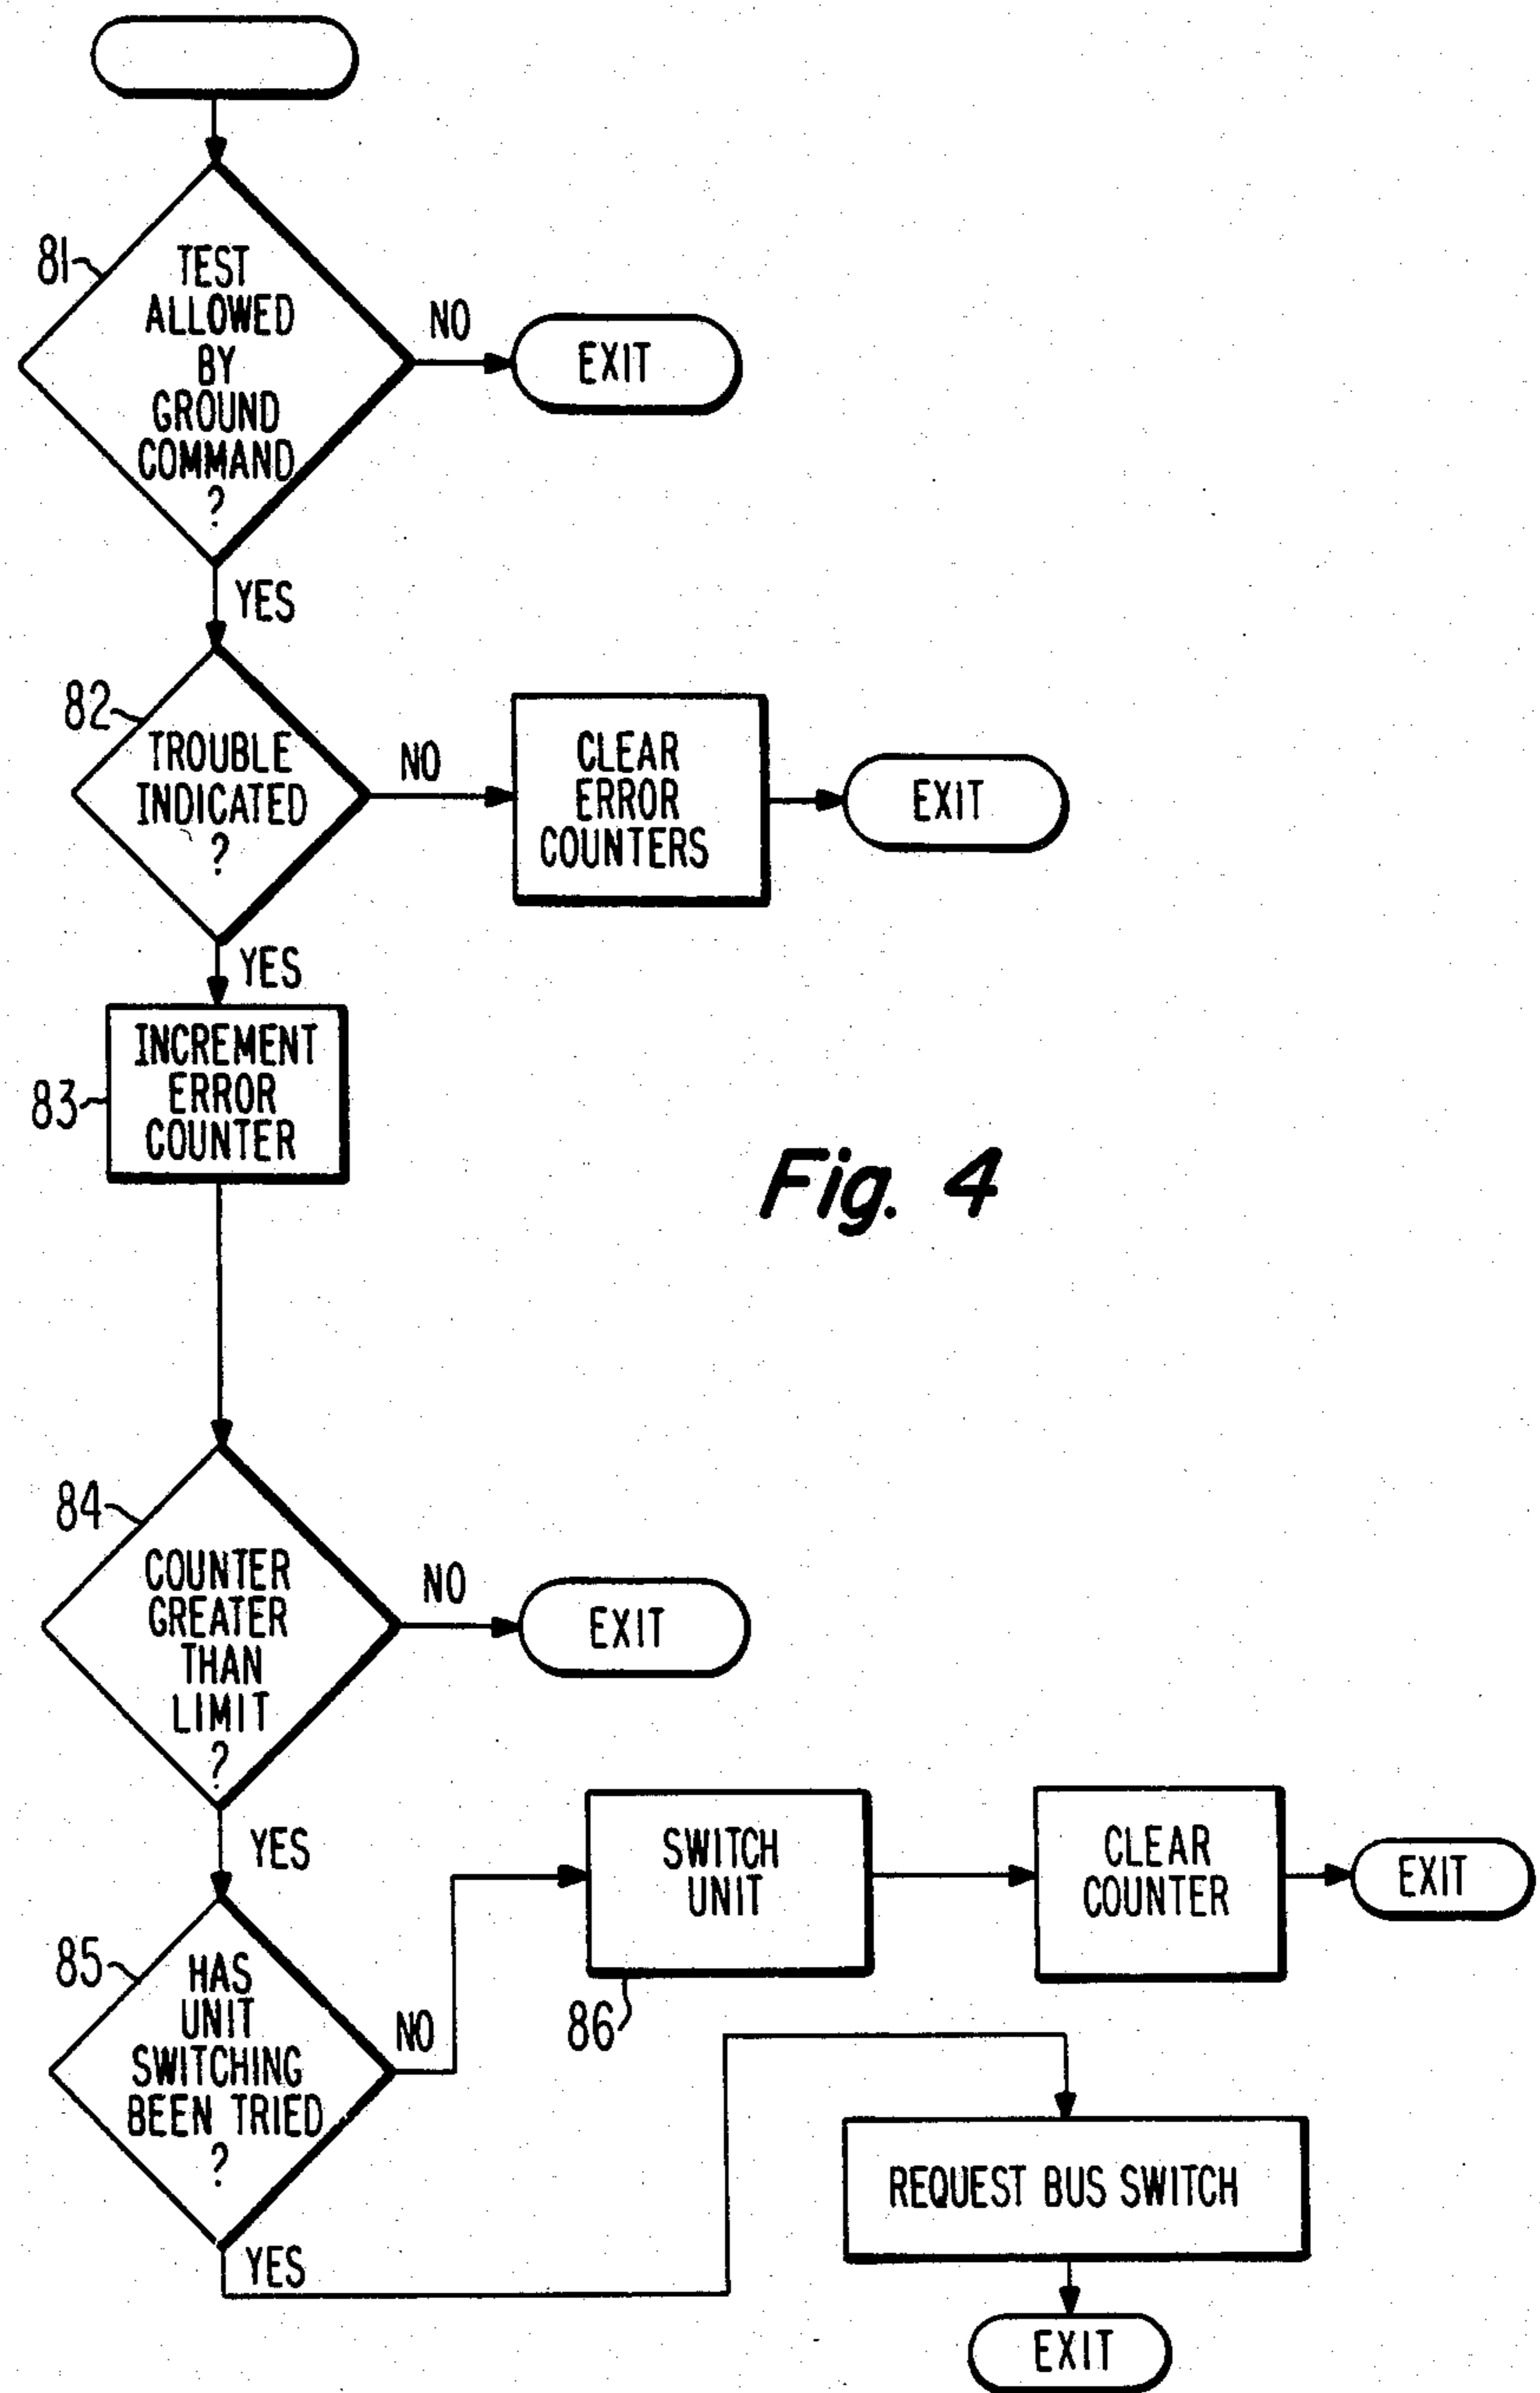 81
TEST
ALLOWED
BY
GROUND
COMMAND
?
NO
EXIT
YES
82
TROUBLE
INDICATED
?
NO
CLEAR
ERROR
COUNTERS
EXIT
YES
83
INCREMENT
ERROR
COUNTER
Fig. 4
84
COUNTER
GREATER
THAN
LIMIT
?
NO
EXIT
YES
85
HAS
UNIT
SWITCHING
BEEN TRIED
?
NO
SWITCH
UNIT
86
CLEAR
COUNTER
EXIT
YES
REQUEST BUS SWITCH
EXIT